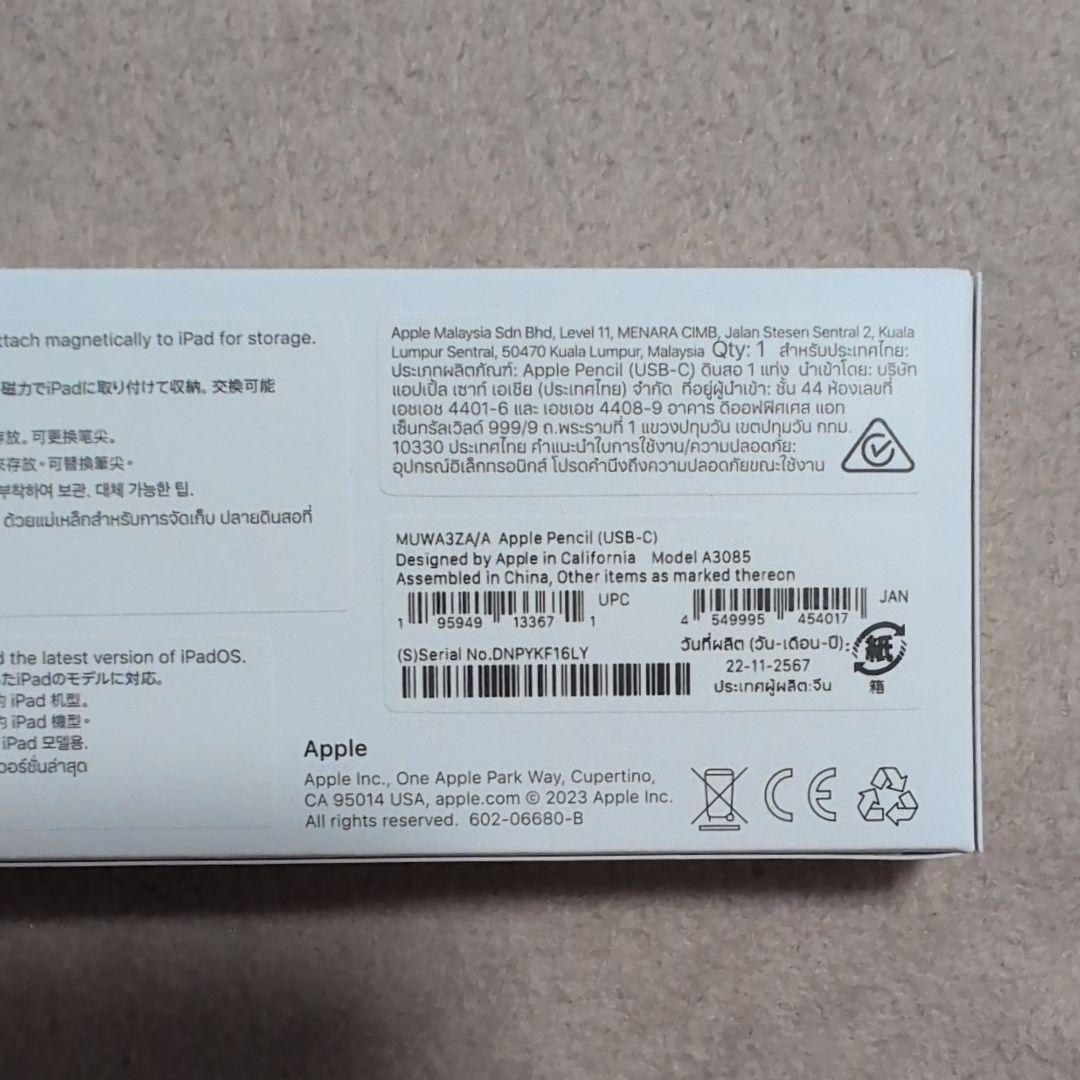 ttach magnetically to iPad for storage.
磁力でiPadに取り付けて収納。交換可能
存放。可更换笔尖。
來存放。可替換筆尖。
부착하여 보관, 대체 가능한 팁.
ด้วยแม่เหล็กสำหรับการจัดเก็บ ปลายดินสอที่
d the latest version of iPadOS.
たiPadのモデルに対応。
的 iPad 机型。
的 iPad 機型。
iPad 모델용.
วอร์ชั่นล่าสุด
Apple Malaysia Sdn Bhd, Level 11, MENARA CIMB, Jalan Stesen Sentral 2, Kuala
Lumpur Sentral, 50470 Kuala Lumpur, Malaysia Qty: 1 สำหรับประเทศไทย:
ประเภทผลิตภัณฑ์: Apple Pencil (USB-C) ดินสอ 1 แท่ง นำเข้าโดย: บริษัท
แอปเปิ้ล เซาท์ เอเชีย (ประเทศไทย) จำกัด ที่อยู่ผู้นำเข้า: ชั้น 44 ห้องเลขที่
เอชเอช 4401-6 และ เอชเอช 4408-9 อาคาร ดิออฟฟิศเศส แอท
เซ็นทรัลเวิลด์ 999/9 ถ.พระรามที่ 1 แขวงปทุมวัน เขตปทุมวัน กทม.
10330 ประเทศไทย คำแนะนำในการใช้งาน/ความปลอดภัย:
อุปกรณ์อิเล็กทรอนิกส์ โปรดคำนึงถึงความปลอดภัยขณะใช้งาน
MUWA3ZA/A Apple Pencil (USB-C)
Designed by Apple in California Model A3085
Assembled in China, Other items as marked thereon
UPC
1 95949 13367 1
JAN
4 549995 454017
(S)Serial No.DNPYKF16LY
วันที่ผลิต (วัน-เดือน-ปี):
22-11-2567
ประเทศผู้ผลิต:จีน
紙
箱
Apple
Apple Inc., One Apple Park Way, Cupertino,
CA 95014 USA, apple.com © 2023 Apple Inc.
All rights reserved. 602-06680-B
CE